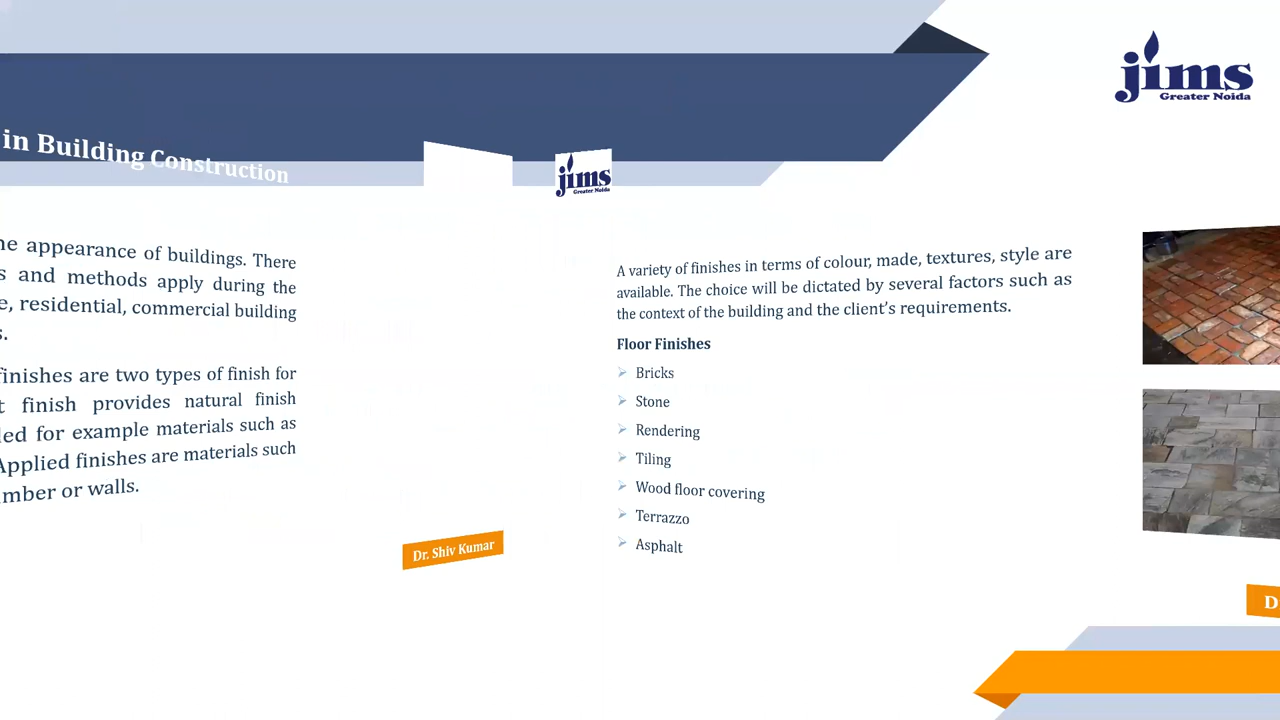 jims
Greater Noida
in Building Construction
jims
Greater Noida
appearance of buildings. There
and methods apply during the
residential, commercial building
finishes are two types of finish for
finish provides natural finish
for example materials such as
Applied finishes are materials such
or walls.
Dr. Shiv Kumar
A variety of finishes in terms of colour, made, textures, style are
available. The choice will be dictated by several factors such as
the context of the building and the client's requirements.
Floor Finishes
Bricks
Stone
Rendering
Tiling
Wood floor covering
Terrazzo
Asphalt